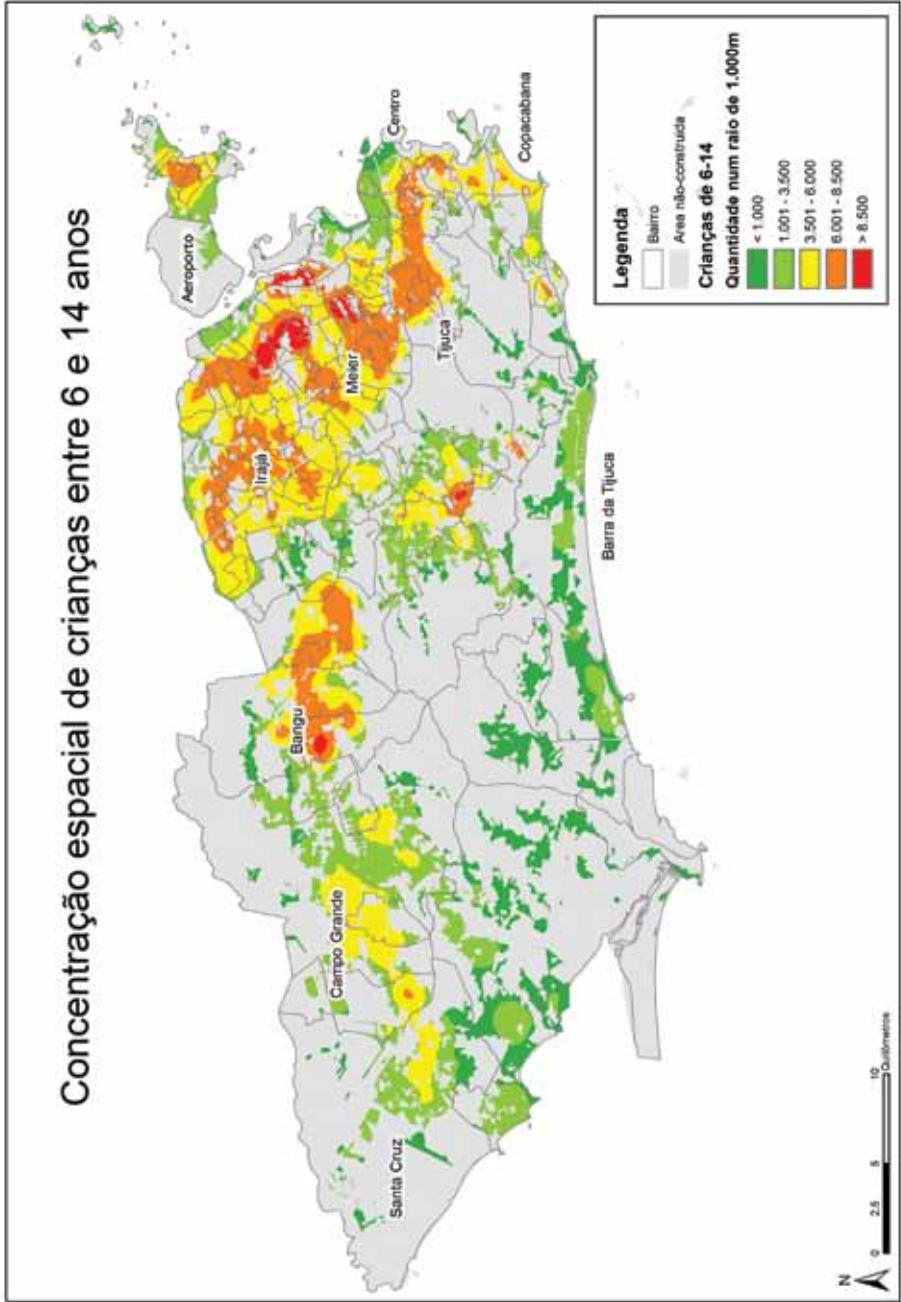 Concentração espacial de crianças entre 6 e 14 anos
Aeroporto
Centro
Copacabana
Irajá
Meier
Tijuca
Bangu
Barra da Tijuca
Campo Grande
Santa Cruz
Legenda
Bairro
Area não-construida
Crianças de 6-14
Quantidade num raio de 1.000m
< 1.000
1.001 - 3.500
3.501 - 6.000
6.001 - 8.500
> 8.500
N
0 2.5 5 10
Quilômetros